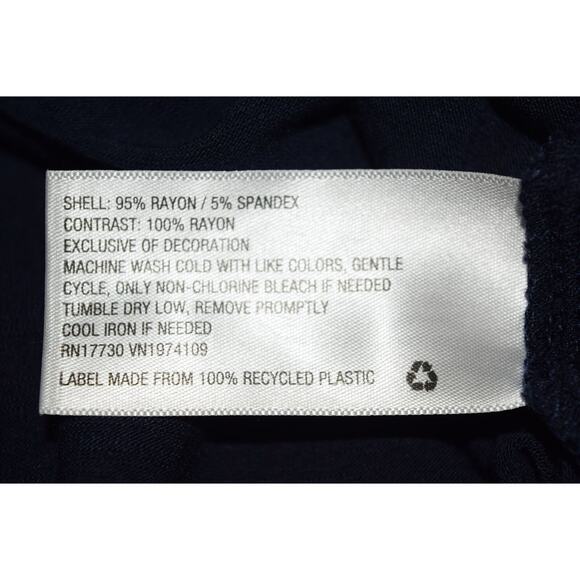 SHELL: 95% RAYON / 5% SPANDEX
CONTRAST: 100% RAYON
EXCLUSIVE OF DECORATION
MACHINE WASH COLD WITH LIKE COLORS, GENTLE
CYCLE, ONLY NON-CHLORINE BLEACH IF NEEDED
TUMBLE DRY LOW, REMOVE PROMPTLY
COOL IRON IF NEEDED
RN17730 VN1974109
LABEL MADE FROM 100% RECYCLED PLASTIC